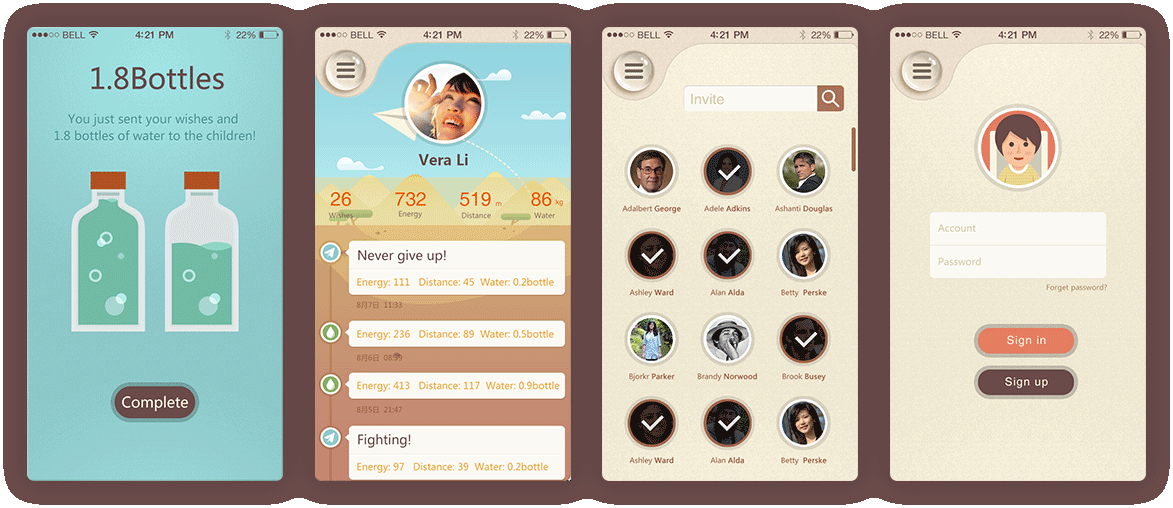 BELL 4:21 PM 22%
1.8Bottles
You just sent your wishes and
1.8 bottles of water to the children!
Complete
BELL 4:21 PM 22%
Vera Li
26 732 519 m 86 kg
Wishes Energy Distance Water
Never give up!
Energy: 111 Distance: 45 Water: 0.2bottle
8月7日 11:33
Energy: 236 Distance: 89 Water: 0.5bottle
8月6日
Energy: 413 Distance: 117 Water: 0.9bottle
8月5日 21:47
Fighting!
Energy: 97 Distance: 39 Water: 0.2bottle
BELL 4:21 PM 22%
Invite
Adalbert George Adele Adkins Ashanti Douglas
Ashley Ward Alan Alda Betty Perske
Bjorkr Parker Brandy Norwood Brook Busey
Ashley Ward Alan Alda Betty Perske
BELL 4:21 PM 22%
Account
Password
Forget password?
Sign in
Sign up